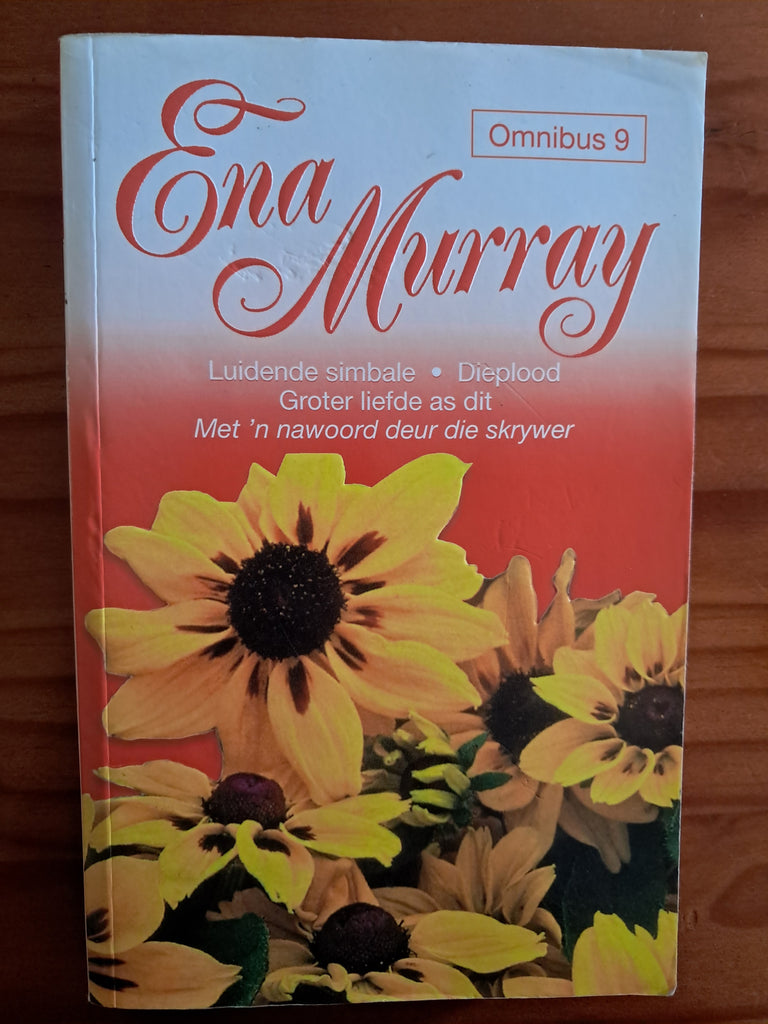 Omnibus 9
Ena
Murray
Luidende simbale • Dieplood
Groter liefde as dit
Met 'n nawoord deur die skrywer